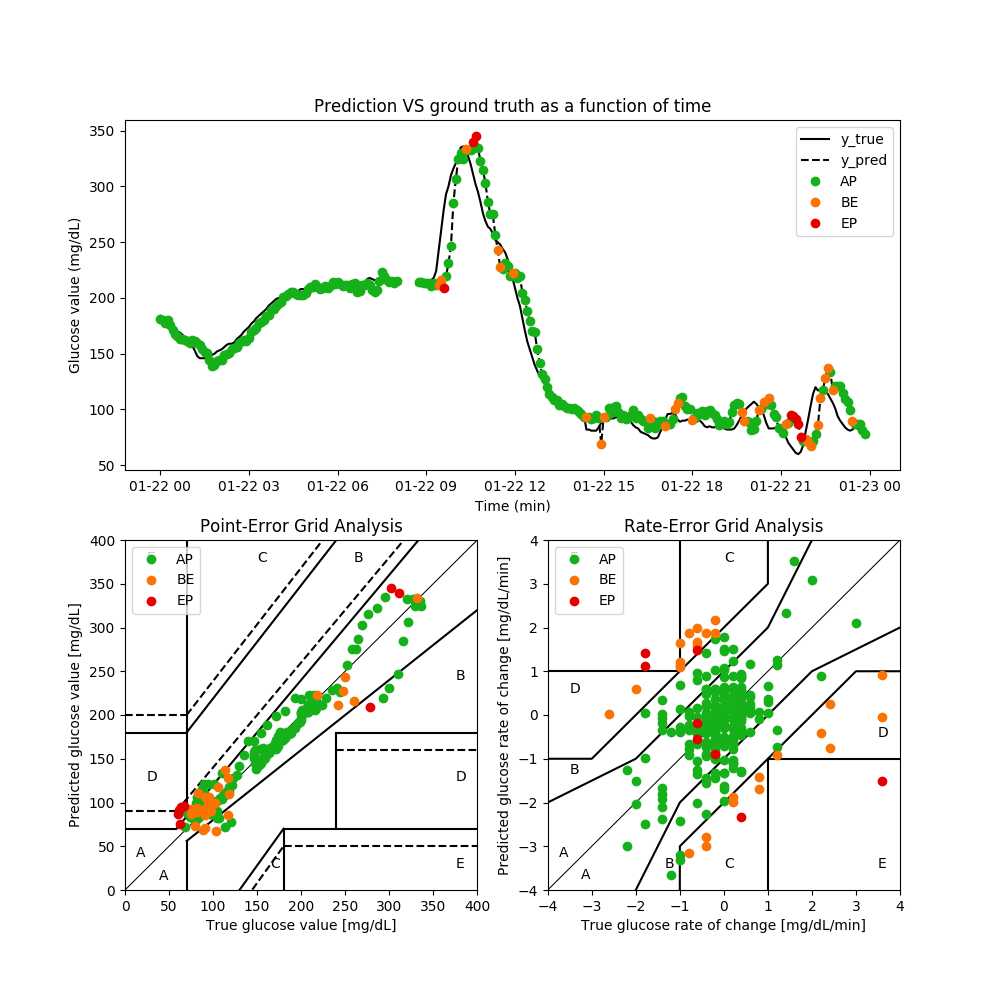 Prediction VS ground truth as a function of time
350
300
250
200
150
100
50
Glucose value (mg/dL)
y_true
y_pred
AP
BE
EP
01-22 00 01-22 03 01-22 06 01-22 09 01-22 12 01-22 15 01-22 18 01-22 21 01-23 00
Time (min)
Point-Error Grid Analysis
400
350
300
250
200
150
100
50
0
Predicted glucose value [mg/dL]
AP
BE
EP
C
B
B
D
D
A
A
C
E
0 50 100 150 200 250 300 350 400
True glucose value [mg/dL]
Rate-Error Grid Analysis
4
3
2
1
0
−1
−2
−3
−4
Predicted glucose rate of change [mg/dL/min]
AP
BE
EP
C
D
D
B
A
A
B
C
E
−4 −3 −2 −1 0 1 2 3 4
True glucose rate of change [mg/dL/min]